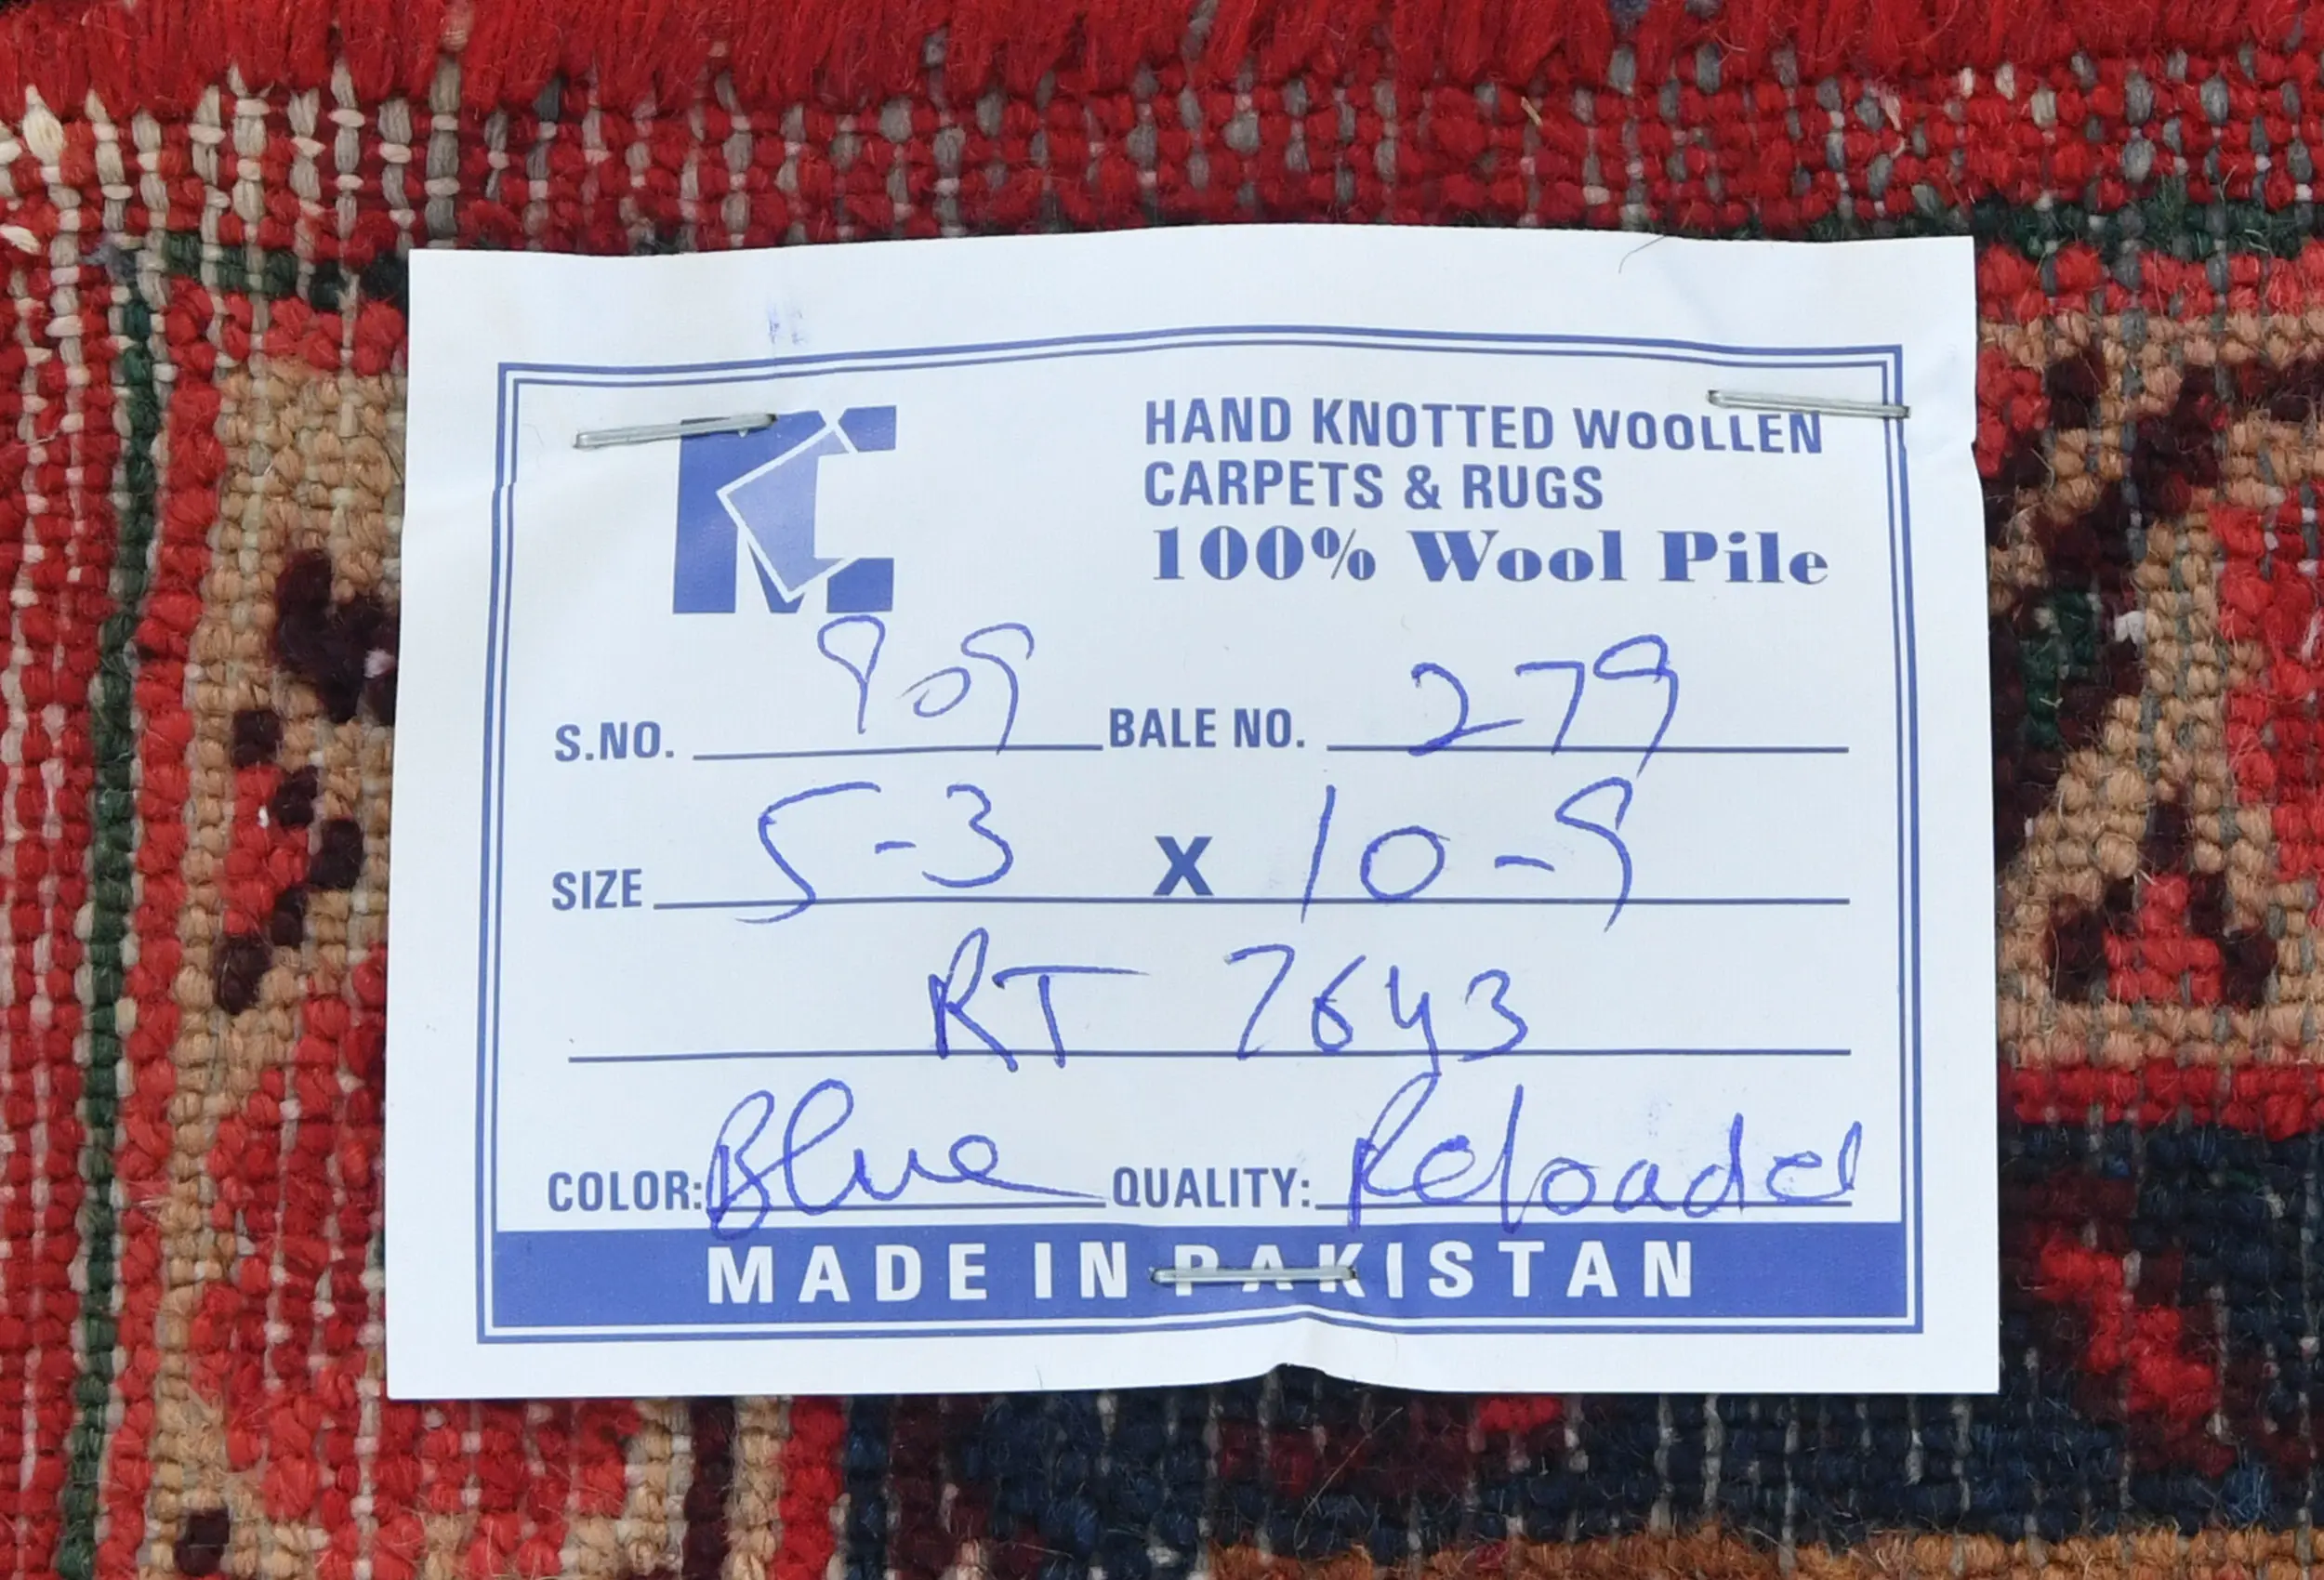 HAND KNOTTED WOOLLEN
CARPETS & RUGS
100% Wool Pile
S.NO. 909 BALE NO. 279
SIZE 5-3 X 10-9
RT 7643
COLOR: Blue QUALITY: Reloaded
MADE IN PAKISTAN